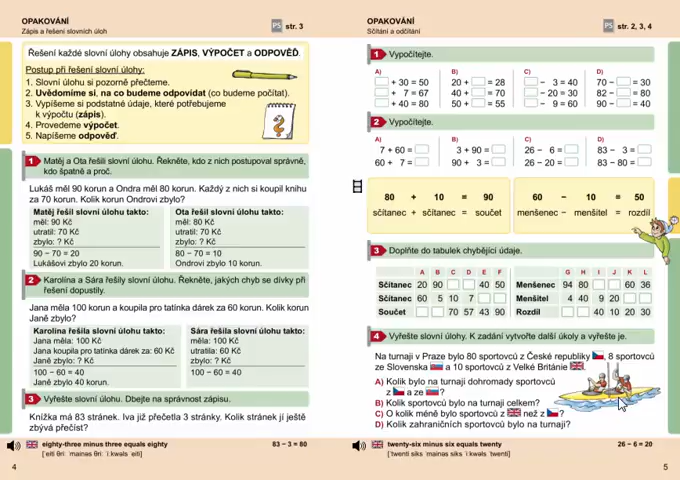 OPAKOVÁNÍ
Zápis a řešení slovních úloh
PS str. 3
Řešení každé slovní úlohy obsahuje ZÁPIS, VÝPOČET a ODPOVĚĎ.
Postup při řešení slovní úlohy:
1. Slovní úlohu si pozorně přečteme.
2. Uvědomíme si, na co budeme odpovídat (co budeme počítat).
3. Vypíšeme si podstatné údaje, které potřebujeme
k výpočtu (zápis).
4. Provedeme výpočet.
5. Napíšeme odpověď.
?
1 Matěj a Ota řešili slovní úlohu. Řekněte, kdo z nich postupoval správně,
kdo špatně a proč.
Lukáš měl 90 korun a Ondra měl 80 korun. Každý z nich si koupil knihu
za 70 korun. Kolik korun Ondrovi zbylo?
Matěj řešil slovní úlohu takto:
měl: 90 Kč
utratil: 70 Kč
zbylo: ? Kč
90 − 70 = 20
Lukášovi zbylo 20 korun.
Ota řešil slovní úlohu takto:
měl: 80 Kč
utratil: 70 Kč
zbylo: ? Kč
80 − 70 = 10
Ondrovi zbylo 10 korun.
2 Karolína a Sára řešily slovní úlohu. Řekněte, jakých chyb se dívky při
řešení dopustily.
Jana měla 100 korun a koupila pro tatínka dárek za 60 korun. Kolik korun
Janě zbylo?
Karolína řešila slovní úlohu takto:
Jana měla: 100 Kč
Jana koupila pro tatínka dárek za: 60 Kč
Janě zbylo: ? Kč
100 − 60 = 40
Janě zbylo 40 korun.
Sára řešila slovní úlohu takto:
měla: 100 Kč
utratila: 60 Kč
zbylo: ? Kč
100 − 60 = 40
3 Vyřešte slovní úlohu. Dbejte na správnost zápisu.
Knížka má 83 stránek. Iva již přečetla 3 stránky. Kolik stránek jí ještě
zbývá přečíst?
eighty-three minus three equals eighty 83 − 3 = 80
4
OPAKOVÁNÍ
Sčítání a odčítání
PS str. 2, 3, 4
1 Vypočítejte.
A) B) C) D)
+ 30 = 50 20 + = 28 − 3 = 40 70 − = 30
+ 7 = 67 40 + = 70 − 20 = 30 82 − = 80
+ 40 = 80 50 + = 55 − 9 = 60 90 − = 40
2 Vypočítejte.
A) B) C) D)
7 + 60 = 3 + 90 = 26 − 6 = 83 − 3 =
60 + 7 = 90 + 3 = 26 − 20 = 83 − 80 =
80 + 10 = 90
sčítanec + sčítanec = součet
60 − 10 = 50
menšenec − menšitel = rozdíl
3 Doplňte do tabulek chybějící údaje.
A B C D E F
Sčítanec 20 90 40 50
Sčítanec 60 5 10 7
Součet 70 57 43 90
G H I J K L
Menšenec 94 80 60 36
Menšitel 4 40 9 20
Rozdíl 40 10 20 30
4 Vyřešte slovní úlohy. K zadání vytvořte další úkoly a vyřešte je.
Na turnaji v Praze bylo 80 sportovců z České republiky, 8 sportovců
ze Slovenska a 10 sportovců z Velké Británie.
A) Kolik bylo na turnaji dohromady sportovců
z a ze ?
B) Kolik sportovců bylo na turnaji celkem?
C) O kolik méně bylo sportovců z než z ?
D) Kolik zahraničních sportovců bylo na turnaji?
twenty-six minus six equals twenty 26 − 6 = 20
5